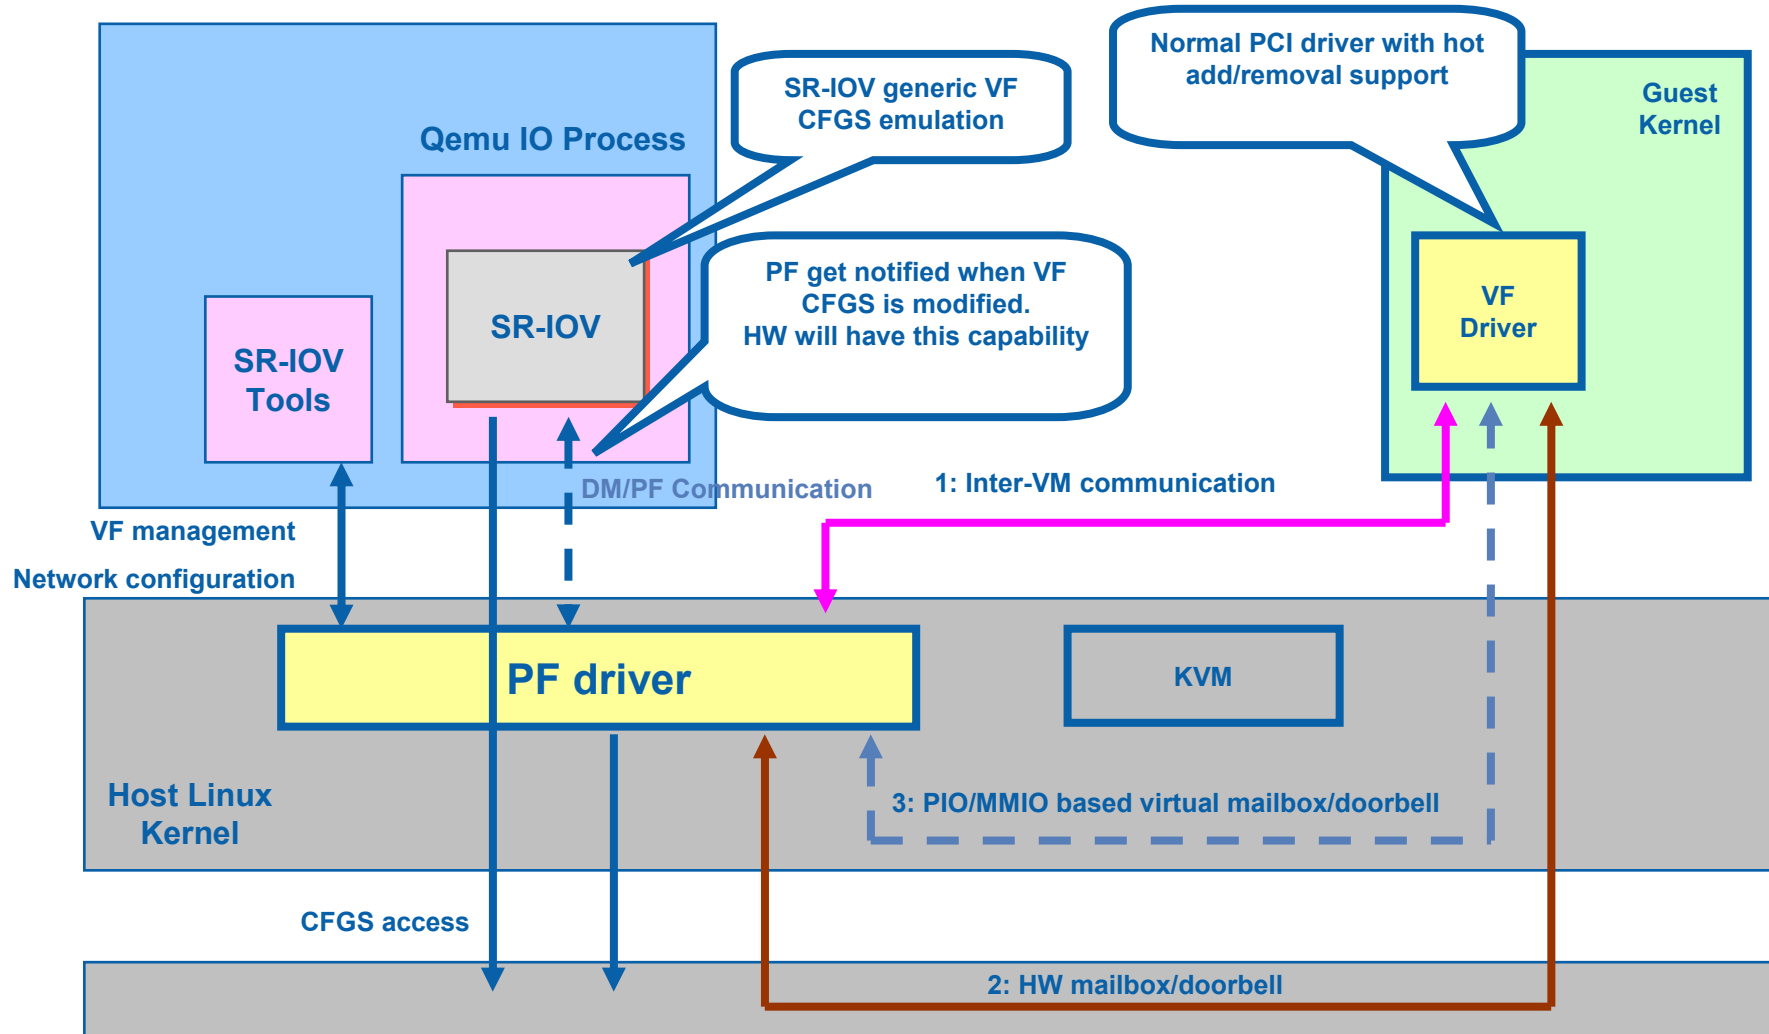 Normal PCI driver with hot
add/removal support
SR-IOV generic VF
CFGS emulation
Guest
Kernel
Qemu IO Process
PF get notified when VF
CFGS is modified.
HW will have this capability
SR-IOV
VF
Driver
SR-IOV
Tools
DM/PF Communication
1: Inter-VM communication
VF management
Network configuration
PF driver
KVM
Host Linux
Kernel
3: PIO/MMIO based virtual mailbox/doorbell
CFGS access
2: HW mailbox/doorbell